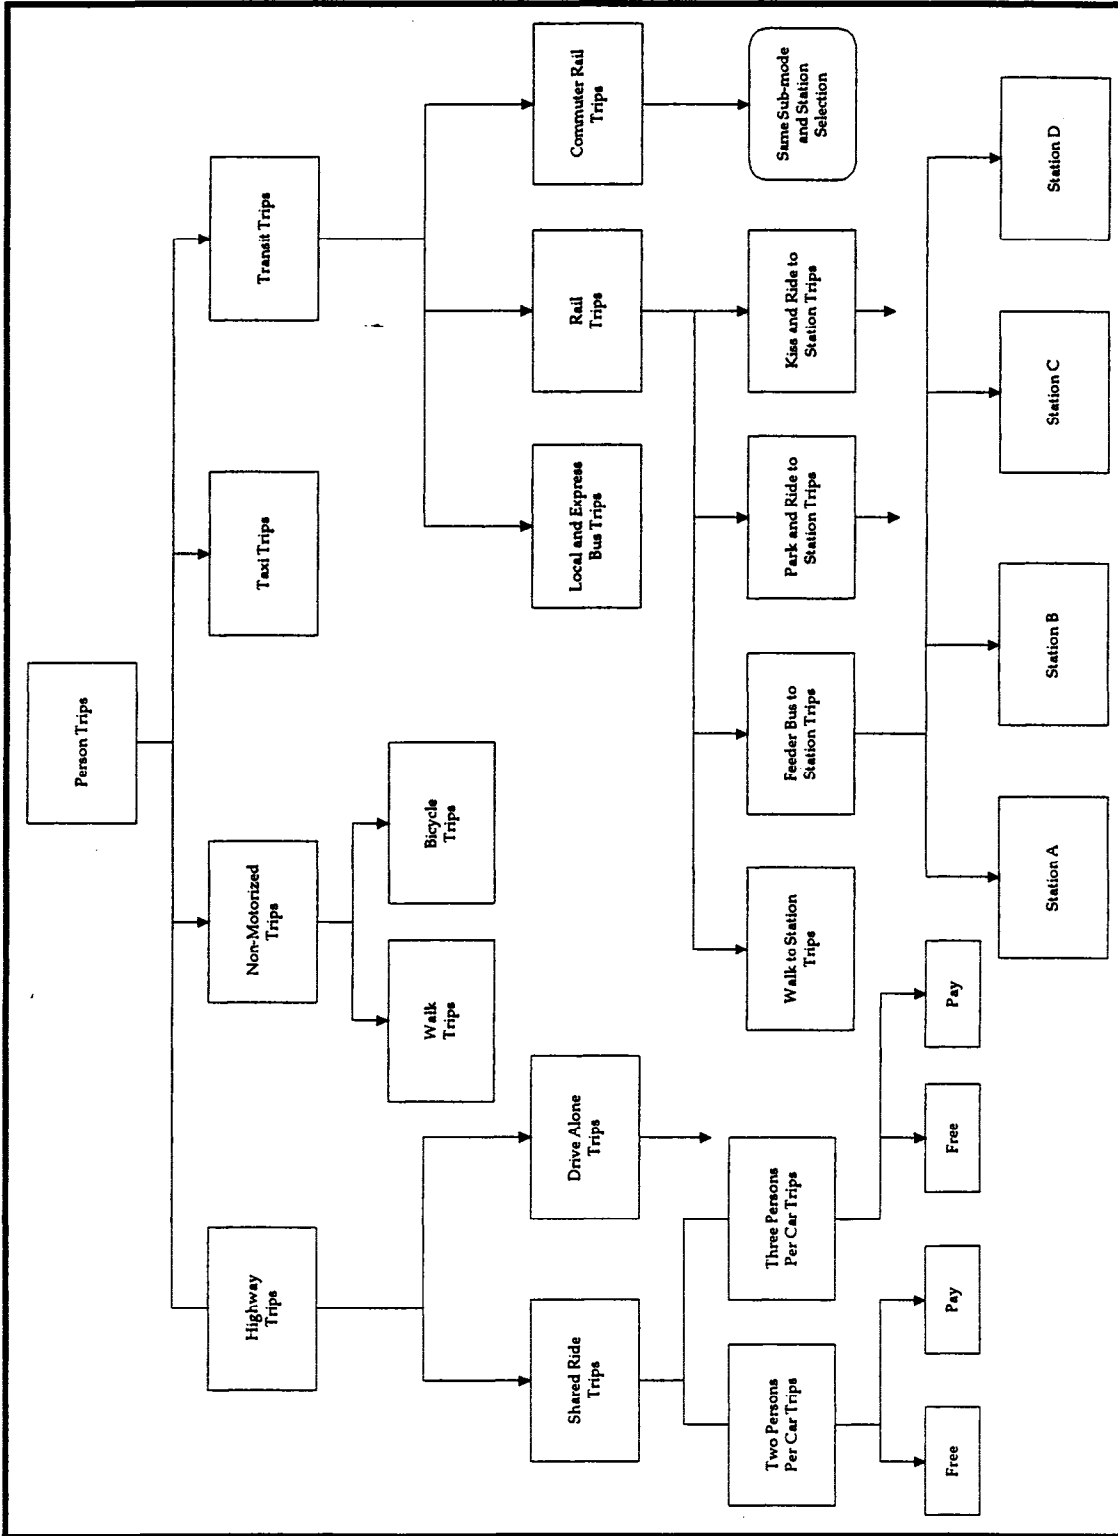 Person Trips
Highway
Trips
Non-Motorized
Trips
Taxi Trips
Transit Trips
Walk
Trips
Bicycle
Trips
Shared Ride
Trips
Drive Alone
Trips
Local and Express
Bus Trips
Rail
Trips
Commuter Rail
Trips
Two Persons
Per Car Trips
Three Persons
Per Car Trips
Walk to Station
Trips
Feeder Bus to
Station Trips
Park and Ride to
Station Trips
Kiss and Ride to
Station Trips
Same Sub-mode
and Station
Selection
Free
Pay
Free
Pay
Station A
Station B
Station C
Station D